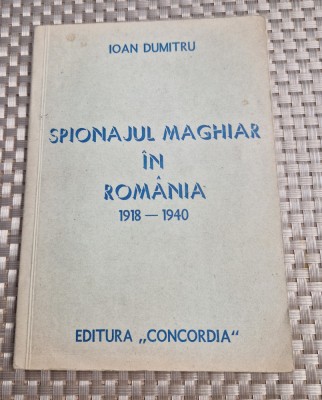 IOAN DUMITRU
SPIONAJUL MAGHIAR
ÎN
ROMÂNIA
1918 — 1940
EDITURA „CONCORDIA“